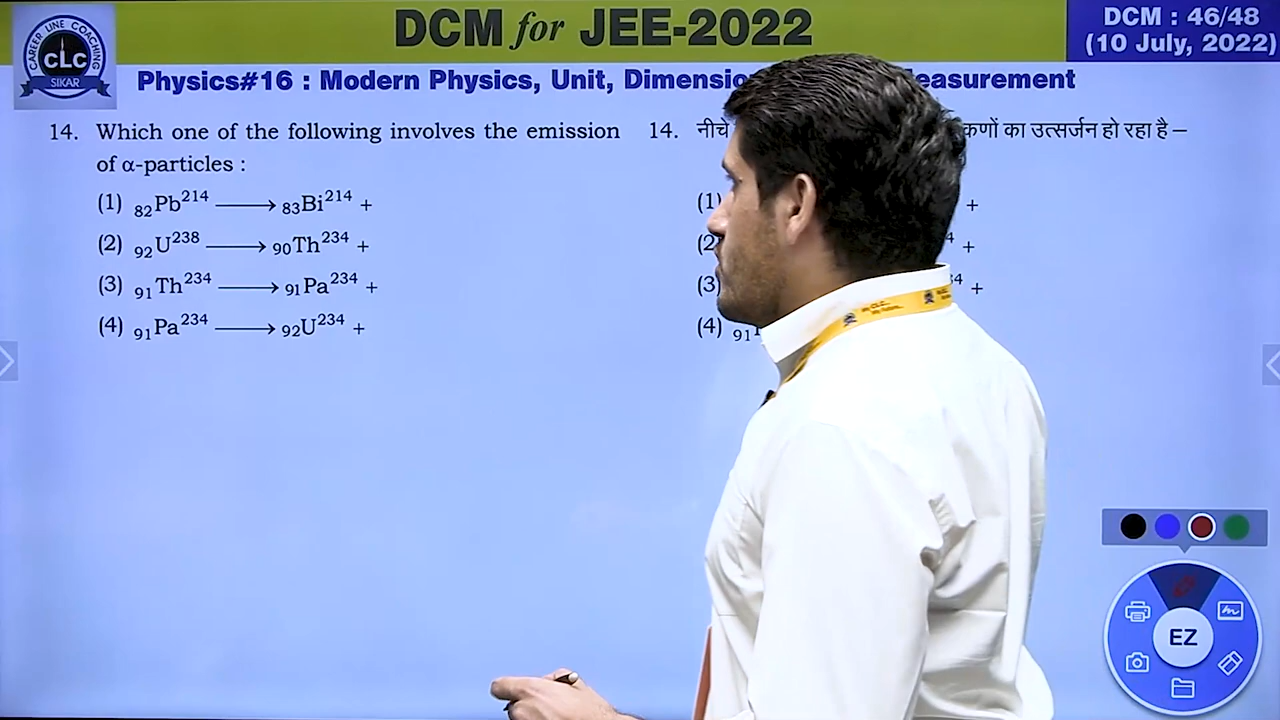 CAREER LINE COACHING
CLC
SIKAR
DCM for JEE-2022
DCM : 46/48
(10 July, 2022)
Physics#16 : Modern Physics, Unit, Dimension easurement
14. Which one of the following involves the emission
of α-particles :
(1) ₈₂Pb²¹⁴ ⟶ ₈₃Bi²¹⁴ +
(2) ₉₂U²³⁸ ⟶ ₉₀Th²³⁴ +
(3) ₉₁Th²³⁴ ⟶ ₉₁Pa²³⁴ +
(4) ₉₁Pa²³⁴ ⟶ ₉₂U²³⁴ +
14. नीचे कणों का उत्सर्जन हो रहा है –
(1) +
(2 ⁴ +
(3) ³⁴ +
(4) ₉₁
EZ